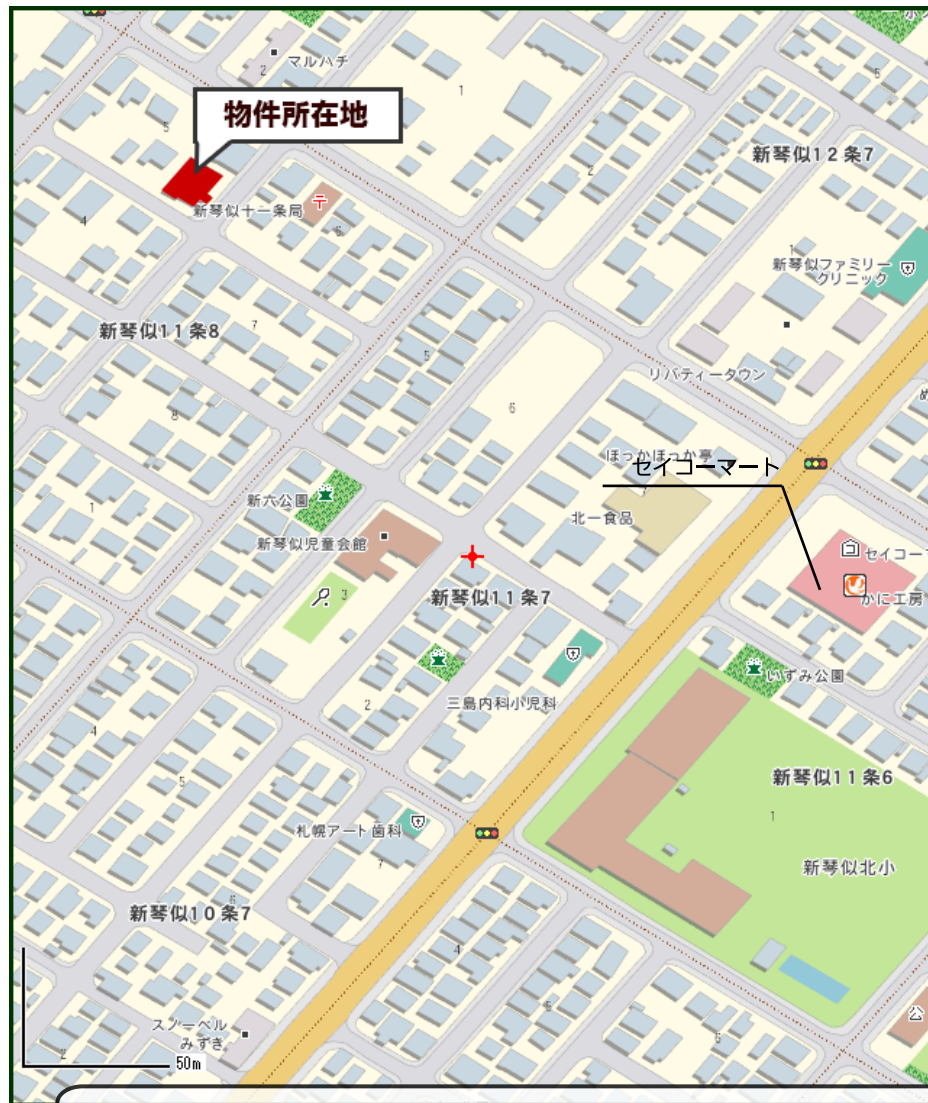 マルハチ
2
1
5
物件所在地
5
新琴似12条7
2
4
新琴似十一条局
〒
6
1
新琴似ファミリー
クリニック
新琴似11条8
7
5
リバティータウン
6
8
ほっかほっか亭
セイコーマート
新六公園
1
北一食品
新琴似児童会館
セイコーマ
かに工房
3
新琴似11条7
いずみ公園
2
三島内科小児科
4
5
新琴似11条6
1
札幌アート歯科
7
新琴似北小
6
新琴似10条7
4
スノーベル
みずき
公
2
50m